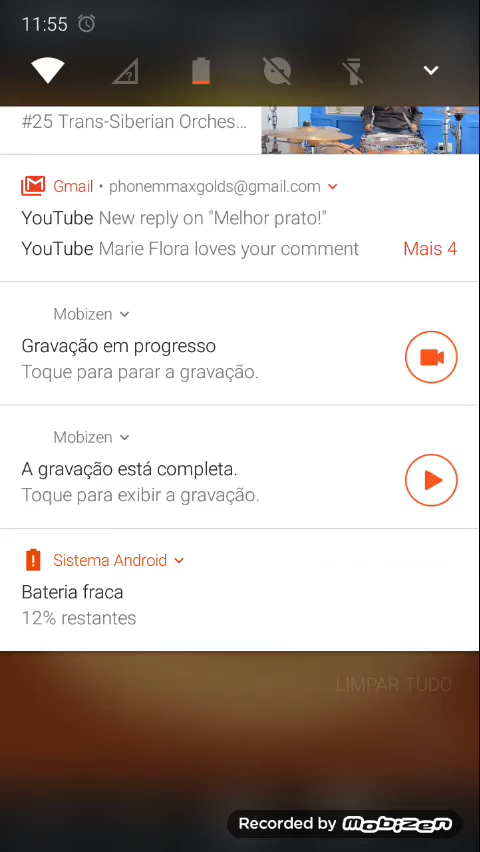 11:55
#25 Trans-Siberian Orches...
Gmail • phonemmaxgolds@gmail.com
YouTube New reply on "Melhor prato!"
YouTube Marie Flora loves your comment Mais 4
Mobizen
Gravação em progresso
Toque para parar a gravação.
Mobizen
A gravação está completa.
Toque para exibir a gravação.
Sistema Android
Bateria fraca
12% restantes
LIMPAR TUDO
Recorded by mobizen